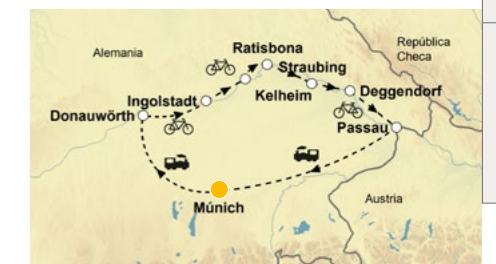 Alemania
Ratisbona
República
Checa
Straubing
Ingolstadt
Kelheim
Deggendorf
Donauwörth
Passau
Múnich
Austria